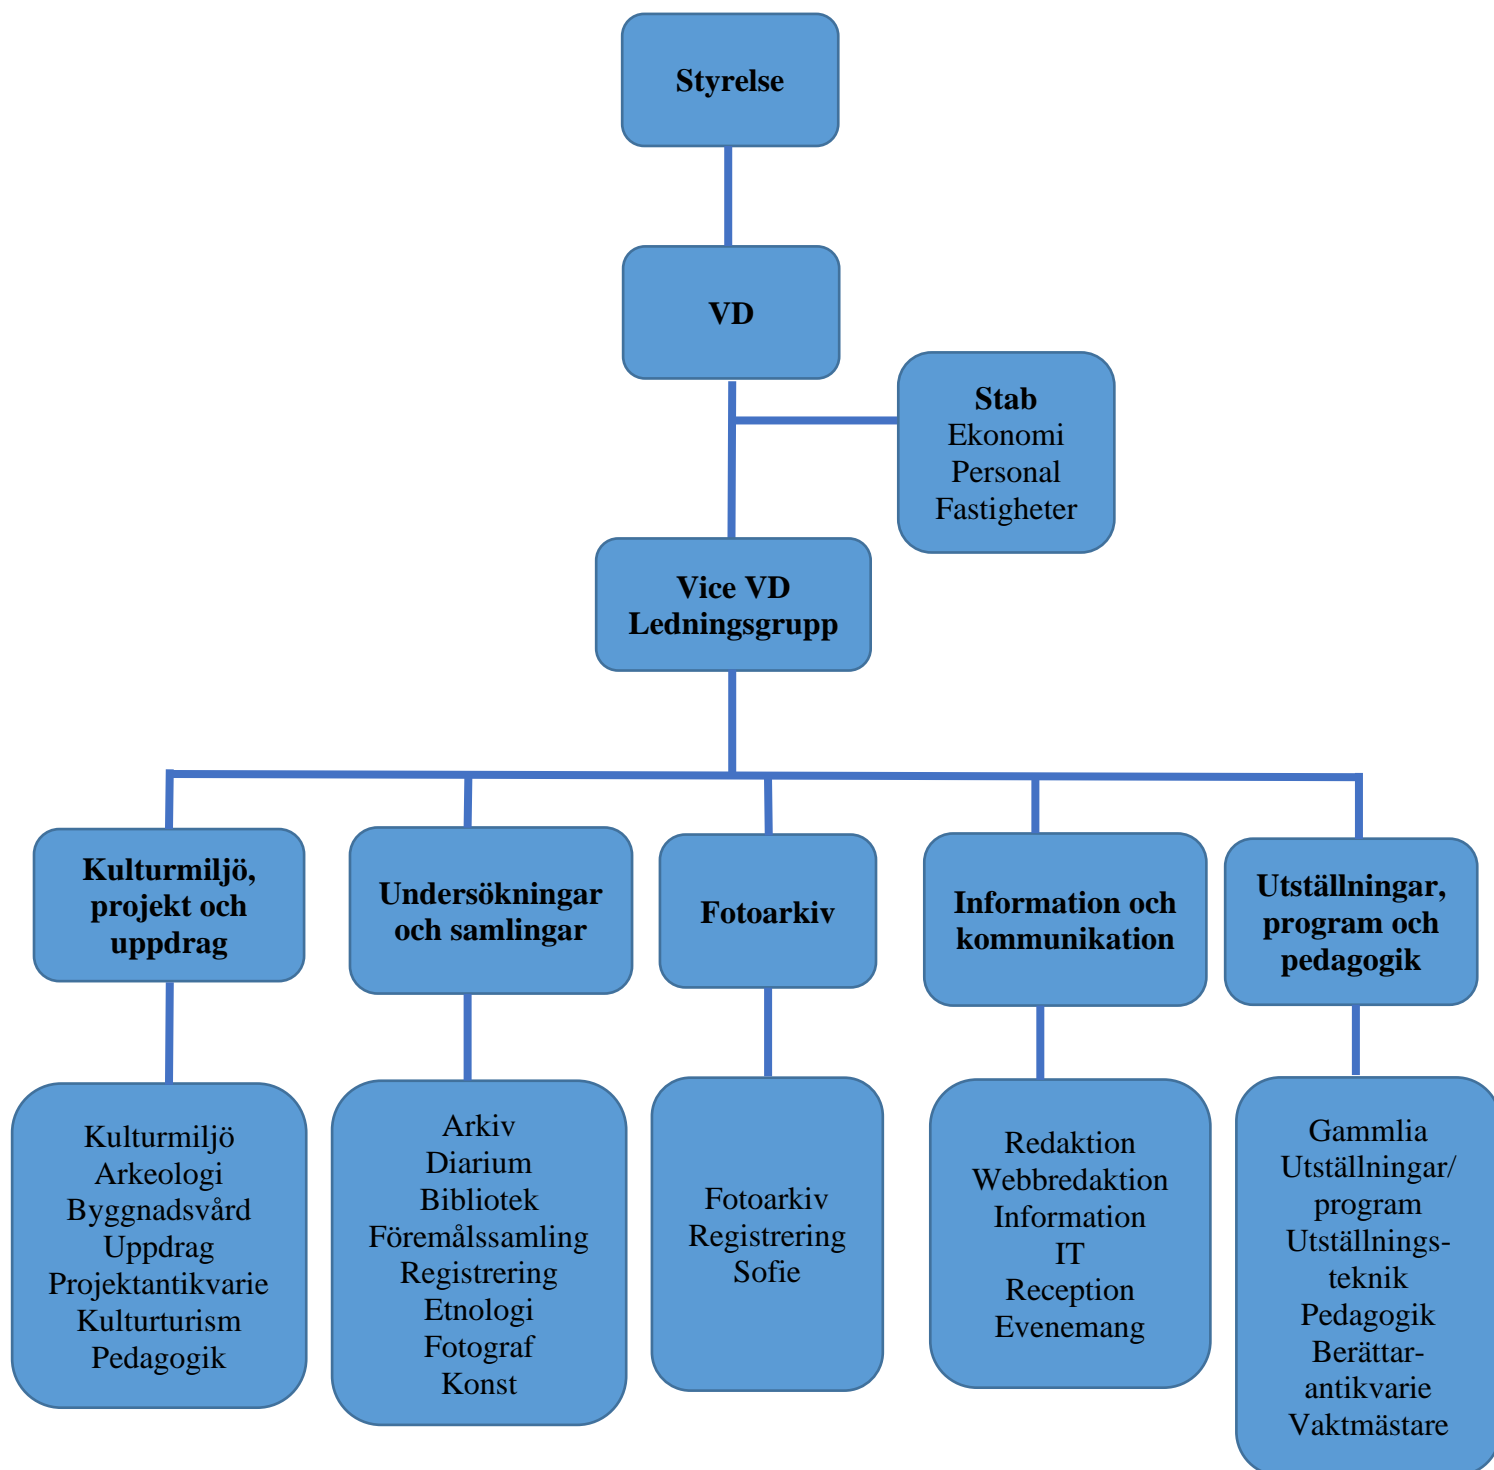 Styrelse
VD
Stab
Ekonomi
Personal
Fastigheter
Vice VD
Ledningsgrupp
Kulturmiljö,
projekt och
uppdrag
Undersökningar
och samlingar
Fotoarkiv
Information och
kommunikation
Utställningar,
program och
pedagogik
Kulturmiljö
Arkeologi
Byggnadsvård
Uppdrag
Projektantikvarie
Kulturturism
Pedagogik
Arkiv
Diarium
Bibliotek
Föremålssamling
Registrering
Etnologi
Fotograf
Konst
Fotoarkiv
Registrering
Sofie
Redaktion
Webbredaktion
Information
IT
Reception
Evenemang
Gammlia
Utställningar/
program
Utställnings-
teknik
Pedagogik
Berättar-
antikvarie
Vaktmästare